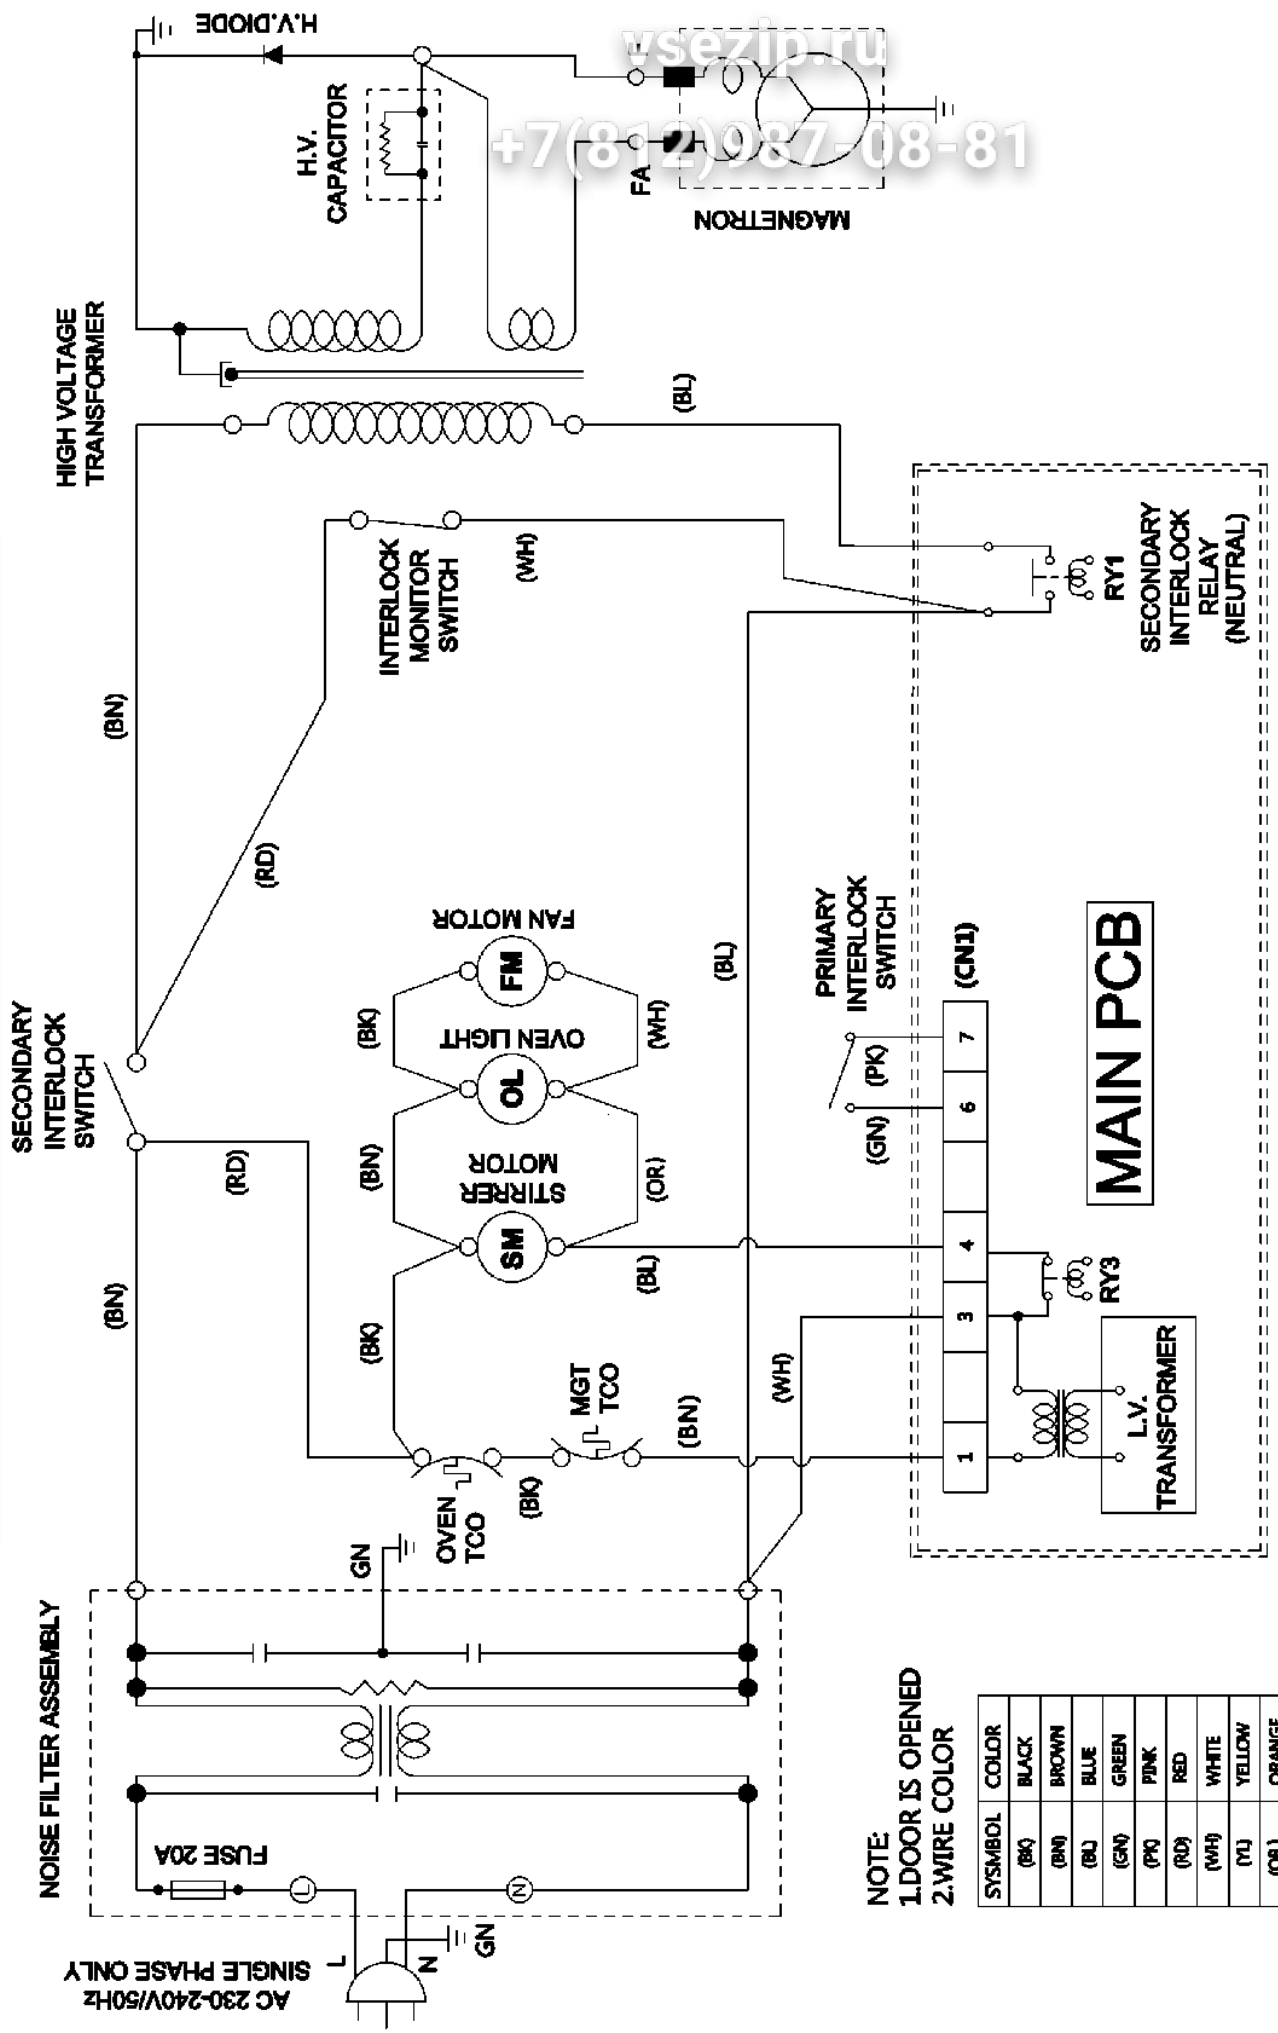 vsezip.ru
+7(812)987-08-81
H.V.DIODE
H.V.
CAPACITOR
F
FA
MAGNETRON
HIGH VOLTAGE
TRANSFORMER
(BL)
(BN)
(RD)
INTERLOCK
MONITOR
SWITCH
(WH)
RY1
SECONDARY
INTERLOCK
RELAY
(NEUTRAL)
SECONDARY
INTERLOCK
SWITCH
(RD)
(BN)
FAN MOTOR
FM
(BK)
(WH)
OVEN LIGHT
OL
(BN)
(OR)
STIRRER
MOTOR
SM
(BK)
(BL)
(BL)
PRIMARY
INTERLOCK
SWITCH
(PK)
(GN)
(CN1)
7
6
4
3
1
MAIN PCB
RY3
L.V.
TRANSFORMER
(WH)
MGT
TCO
(BN)
(BK)
OVEN
TCO
GN
NOISE FILTER ASSEMBLY
FUSE 20A
L
N
L
N
GN
AC 230-240V/50Hz
SINGLE PHASE ONLY
NOTE:
1.DOOR IS OPENED
2.WIRE COLOR
SYSMBOL COLOR
(BK) BLACK
(BN) BROWN
(BL) BLUE
(GN) GREEN
(PK) PINK
(RD) RED
(WH) WHITE
(YL) YELLOW
(OR) ORANGE